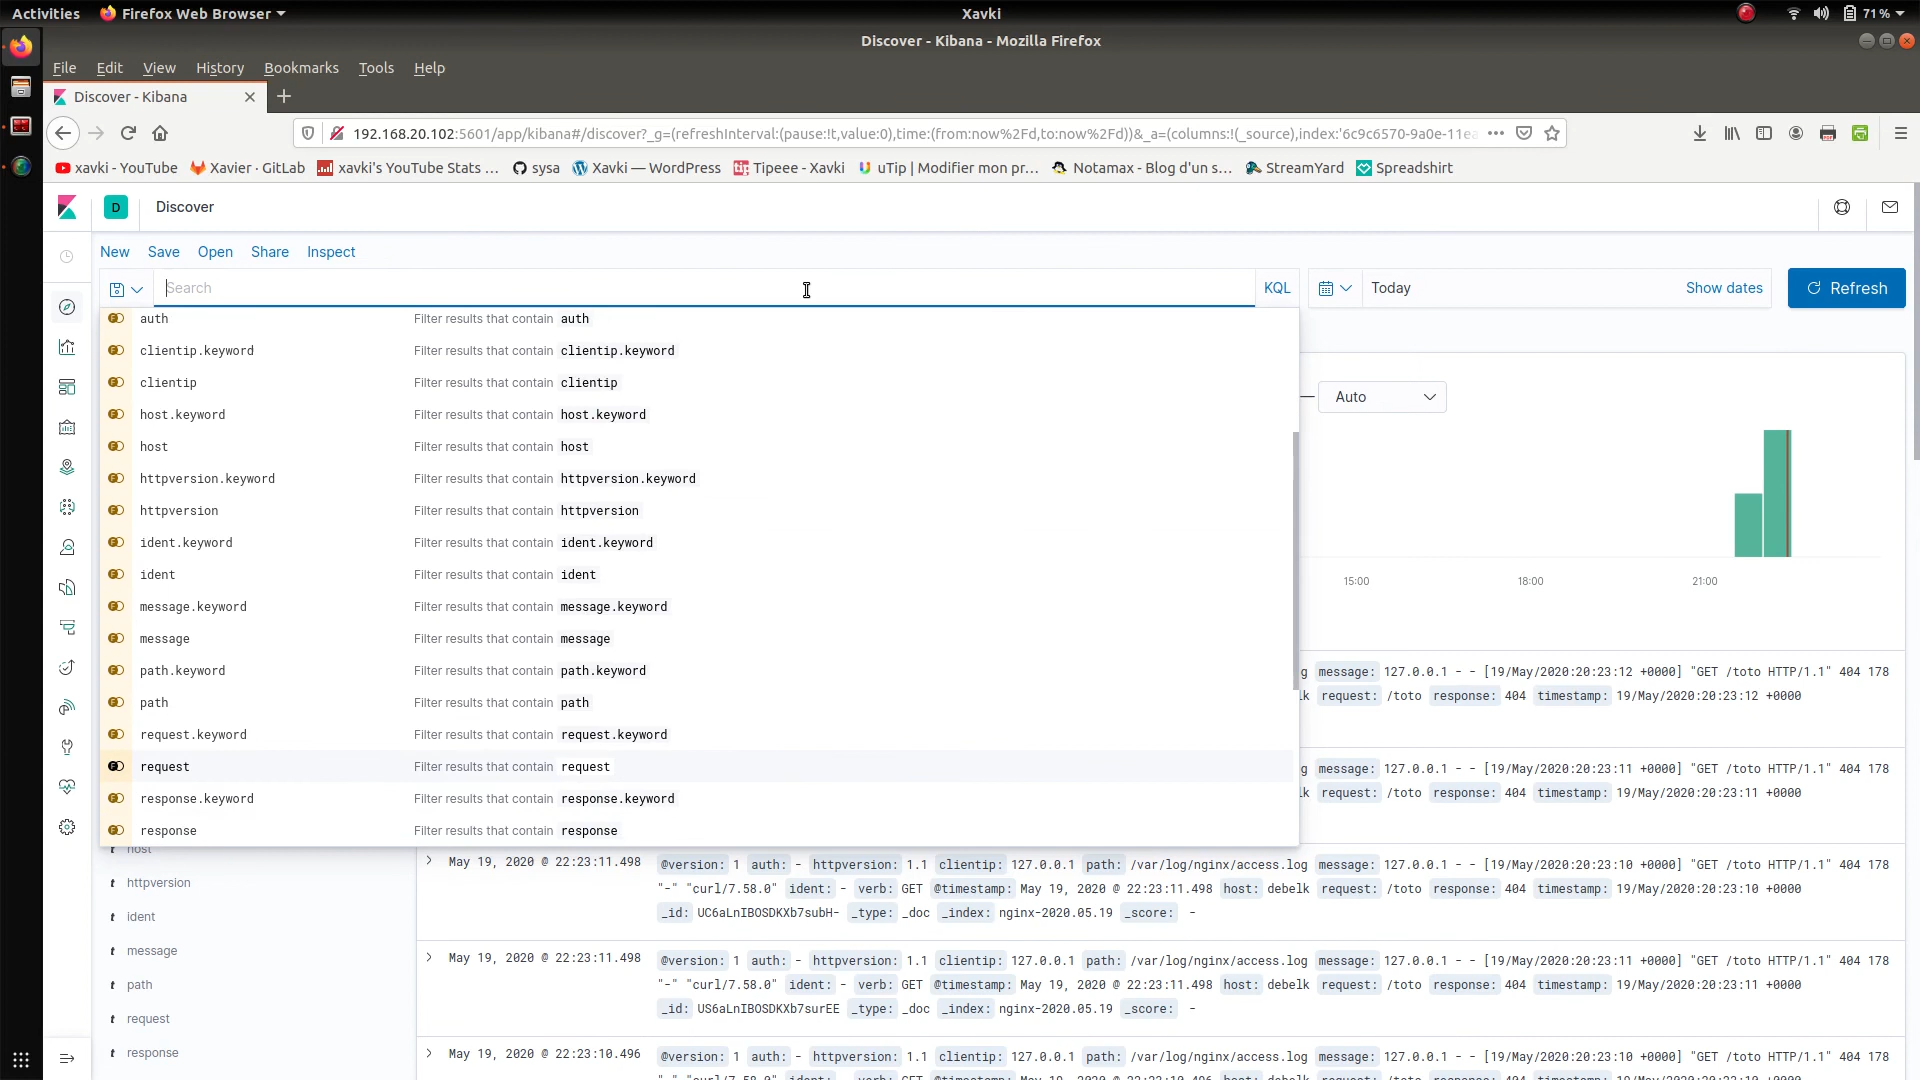 Activities Firefox Web Browser Xavki 71 %
Discover - Kibana - Mozilla Firefox
File Edit View History Bookmarks Tools Help
Discover - Kibana
192.168.20.102:5601/app/kibana#/discover?_g=(refreshInterval:(pause:!t,value:0),time:(from:now%2Fd,to:now%2Fd))&_a=(columns:!(_source),index:'6c9c6570-9a0e-11ea
xavki - YouTube Xavier · GitLab xavki's YouTube Stats ... sysa Xavki — WordPress Tipeee - Xavki uTip | Modifier mon pr... Notamax - Blog d'un s... StreamYard Spreadshirt
D Discover
New Save Open Share Inspect
Search KQL Today Show dates Refresh
auth Filter results that contain auth
clientip.keyword Filter results that contain clientip.keyword
clientip Filter results that contain clientip
— Auto
host.keyword Filter results that contain host.keyword
host Filter results that contain host
httpversion.keyword Filter results that contain httpversion.keyword
httpversion Filter results that contain httpversion
ident.keyword Filter results that contain ident.keyword
ident Filter results that contain ident
15:00 18:00 21:00
message.keyword Filter results that contain message.keyword
message Filter results that contain message
path.keyword Filter results that contain path.keyword
g message: 127.0.0.1 - - [19/May/2020:20:23:12 +0000] "GET /toto HTTP/1.1" 404 178
path Filter results that contain path
lk request: /toto response: 404 timestamp: 19/May/2020:20:23:12 +0000
request.keyword Filter results that contain request.keyword
request Filter results that contain request
g message: 127.0.0.1 - - [19/May/2020:20:23:11 +0000] "GET /toto HTTP/1.1" 404 178
response.keyword Filter results that contain response.keyword
lk request: /toto response: 404 timestamp: 19/May/2020:20:23:11 +0000
response Filter results that contain response
t host
May 19, 2020 @ 22:23:11.498 @version: 1 auth: - httpversion: 1.1 clientip: 127.0.0.1 path: /var/log/nginx/access.log message: 127.0.0.1 - - [19/May/2020:20:23:10 +0000] "GET /toto HTTP/1.1" 404 178
t httpversion
"-" "curl/7.58.0" ident: - verb: GET @timestamp: May 19, 2020 @ 22:23:11.498 host: debelk request: /toto response: 404 timestamp: 19/May/2020:20:23:10 +0000
t ident
_id: UC6aLnIBOSDKXb7subH- _type: _doc _index: nginx-2020.05.19 _score: -
t message
May 19, 2020 @ 22:23:11.498 @version: 1 auth: - httpversion: 1.1 clientip: 127.0.0.1 path: /var/log/nginx/access.log message: 127.0.0.1 - - [19/May/2020:20:23:11 +0000] "GET /toto HTTP/1.1" 404 178
t path
"-" "curl/7.58.0" ident: - verb: GET @timestamp: May 19, 2020 @ 22:23:11.498 host: debelk request: /toto response: 404 timestamp: 19/May/2020:20:23:11 +0000
t request
_id: US6aLnIBOSDKXb7surEE _type: _doc _index: nginx-2020.05.19 _score: -
t response
May 19, 2020 @ 22:23:10.496 @version: 1 auth: - httpversion: 1.1 clientip: 127.0.0.1 path: /var/log/nginx/access.log message: 127.0.0.1 - - [19/May/2020:20:23:10 +0000] "GET /toto HTTP/1.1" 404 178